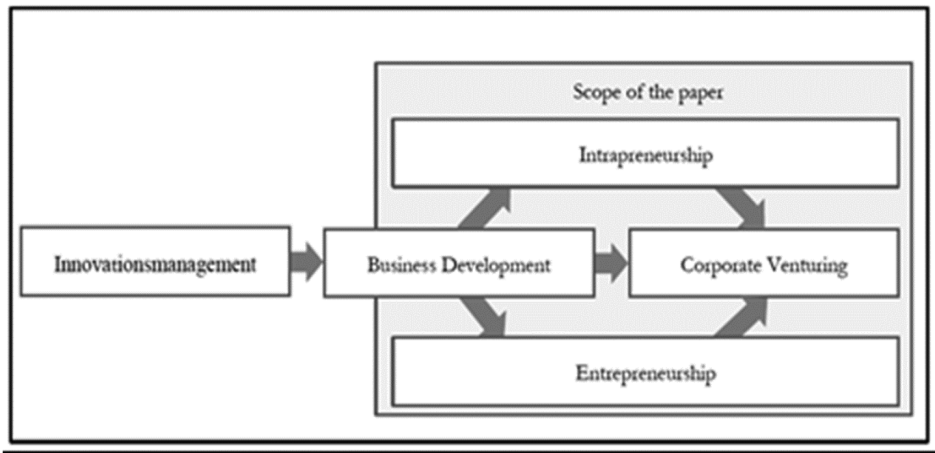 Scope of the paper
Intrapreneurship
Innovationsmanagement
Business Development
Corporate Venturing
Entrepreneurship